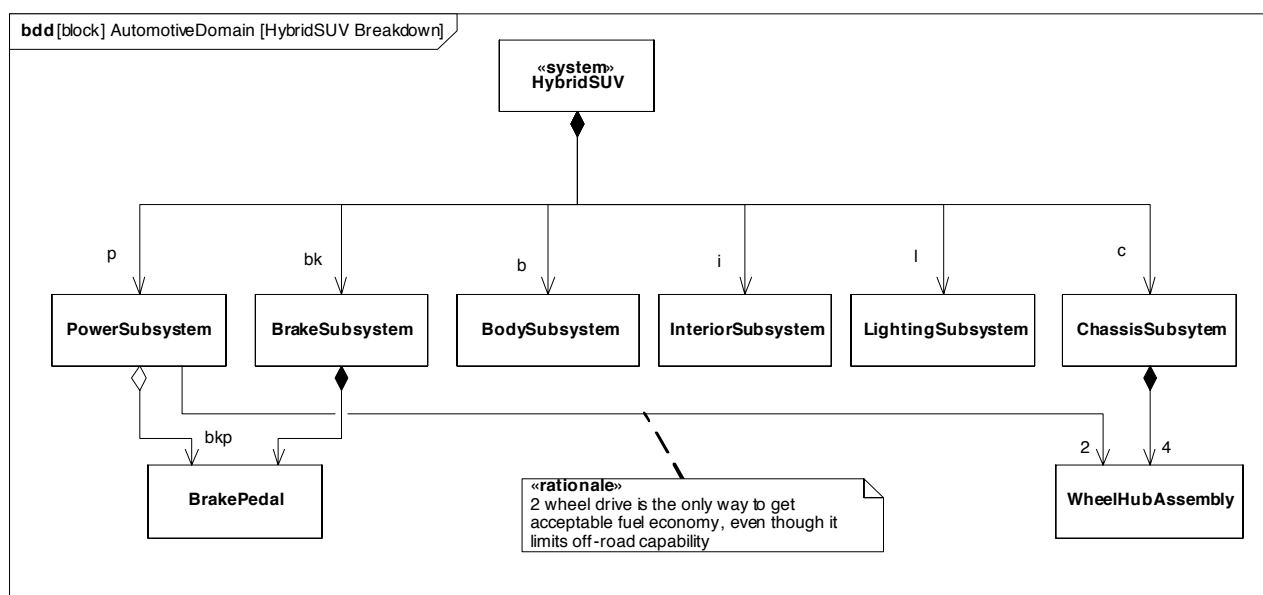 bdd [block] AutomotiveDomain [HybridSUV Breakdown]
«system»
HybridSUV
p
bk
b
i
l
c
PowerSubsystem
BrakeSubsystem
BodySubsystem
InteriorSubsystem
LightingSubsystem
ChassisSubsytem
bkp
2
4
BrakePedal
WheelHubAssembly
«rationale»
2 wheel drive is the only way to get
acceptable fuel economy, even though it
limits off-road capability